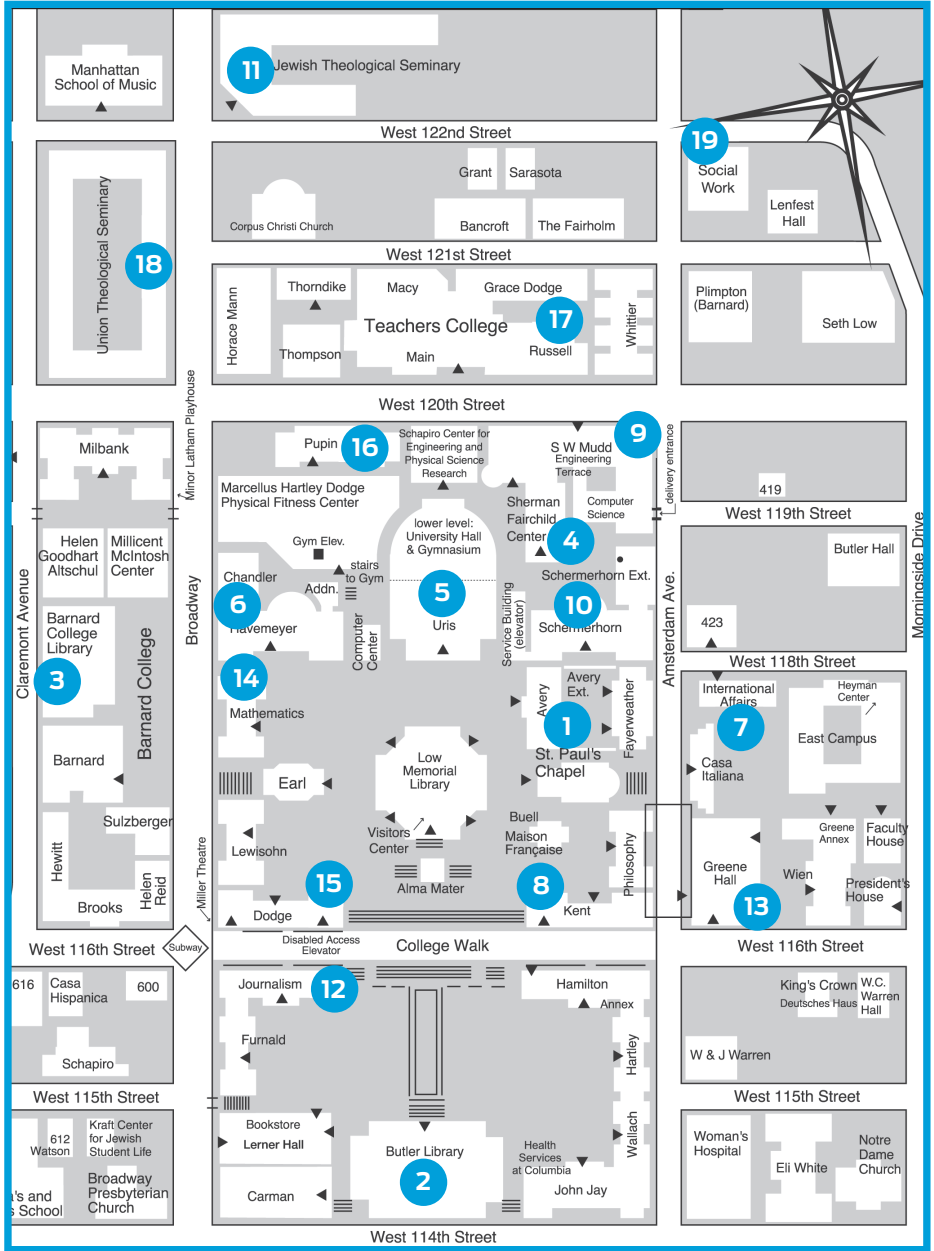 Manhattan
School of Music
11
Jewish Theological Seminary
West 122nd Street
19
Social
Work
Lenfest
Hall
Grant
Sarasota
Corpus Christi Church
Bancroft
The Fairholm
Union Theological Seminary
18
West 121st Street
Horace Mann
Thorndike
Macy
Grace Dodge
Teachers College
17
Thompson
Main
Russell
Whittier
Plimpton
(Barnard)
Seth Low
West 120th Street
Minor Latham Playhouse
Milbank
Pupin
16
Schapiro Center for
Engineering and
Physical Science
Research
S W Mudd
Engineering
Terrace
9
delivery entrance
419
West 119th Street
Marcellus Hartley Dodge
Physical Fitness Center
lower level:
University Hall
& Gymnasium
Sherman
Fairchild
Center
4
Computer
Science
Helen
Goodhart
Altschul
Millicent
McIntosh
Center
Gym Elev.
stairs
to Gym
Chandler
Addn.
6
Havemeyer
5
Uris
Computer
Center
Service Building
(elevator)
Schermerhorn Ext.
10
Schermerhorn
Butler Hall
423
Morningside Drive
Claremont Avenue
Broadway
Amsterdam Ave.
West 118th Street
Barnard
College
Library
3
Barnard College
14
Mathematics
Avery
Avery
Ext.
1
Fayerweather
International
Affairs
7
Heyman
Center
East Campus
Casa
Italiana
Barnard
Earl
Low
Memorial
Library
St. Paul's
Chapel
Sulzberger
Hewitt
Helen
Reid
Brooks
Miller Theatre
Lewisohn
Visitors
Center
Alma Mater
Buell
Maison
Française
Philosophy
Greene
Hall
Greene
Annex
Faculty
House
Wien
President's
House
15
Dodge
8
Kent
13
West 116th Street
Subway
Disabled Access
Elevator
College Walk
West 116th Street
616
Casa
Hispanica
600
Schapiro
Journalism
12
Furnald
Hamilton
Annex
Hartley
King's Crown
Deutsches Haus
W.C.
Warren
Hall
W & J Warren
West 115th Street
West 115th Street
Watson
612
Kraft Center
for Jewish
Student Life
a's and
s School
Broadway
Presbyterian
Church
Bookstore
Lerner Hall
Carman
Butler Library
2
Health
Services
at Columbia
John Jay
Wallach
Woman's
Hospital
Eli White
Notre
Dame
Church
West 114th Street